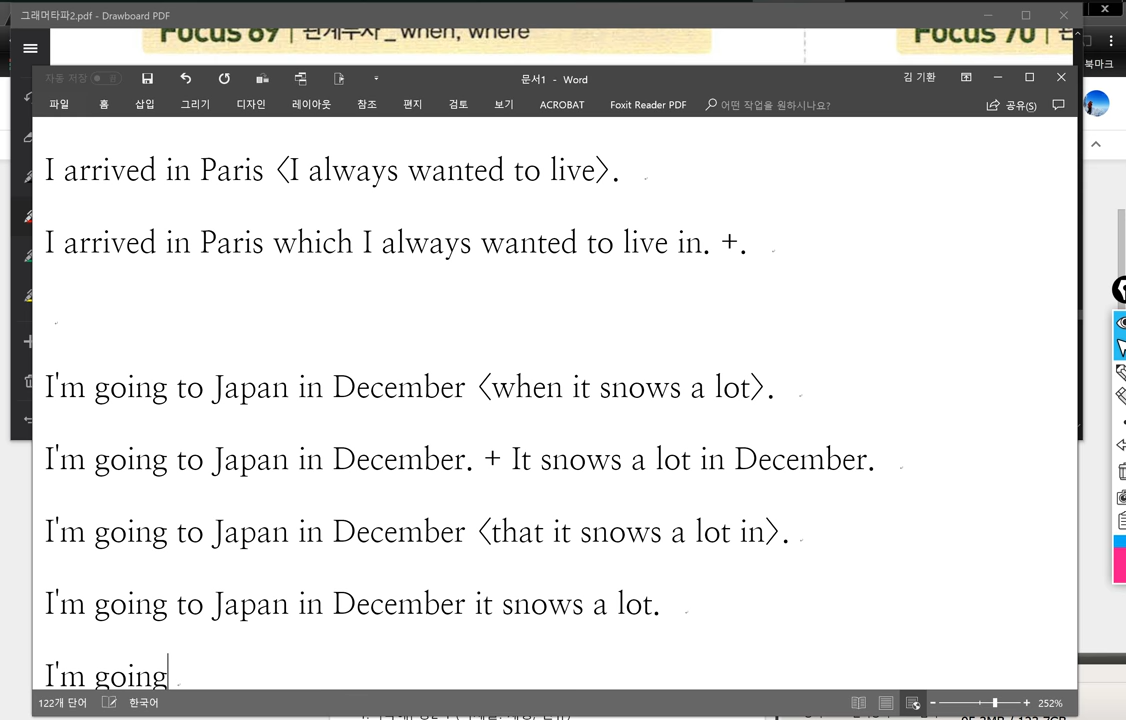 그래머타파2.pdf - Drawboard PDF
Focus 69 | 관계부사 _ when, where
Focus 70 |
북마크
자동 저장
문서1 - Word
김 기환
파일 홈 삽입 그리기 디자인 레이아웃 참조 편지 검토 보기 ACROBAT Foxit Reader PDF 어떤 작업을 원하시나요? 공유(S)
I arrived in Paris 〈I always wanted to live〉.
I arrived in Paris which I always wanted to live in. +.
I'm going to Japan in December 〈when it snows a lot〉.
I'm going to Japan in December. + It snows a lot in December.
I'm going to Japan in December 〈that it snows a lot in〉.
I'm going to Japan in December it snows a lot.
I'm going
122개 단어 한국어 252%